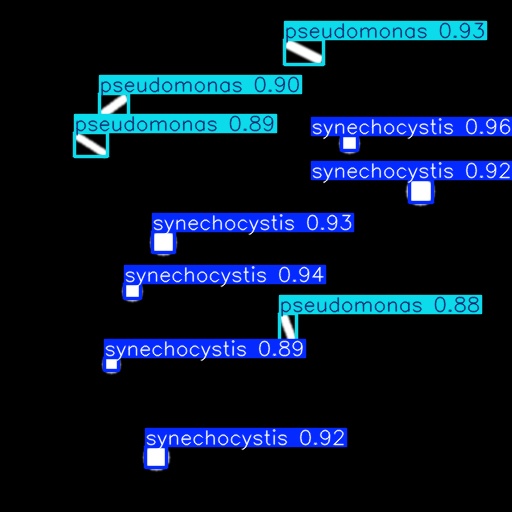 pseudomonas 0.93
pseudomonas 0.90
pseudomonas 0.89
synechocystis 0.96
synechocystis 0.92
synechocystis 0.93
synechocystis 0.94
pseudomonas 0.88
synechocystis 0.89
synechocystis 0.92